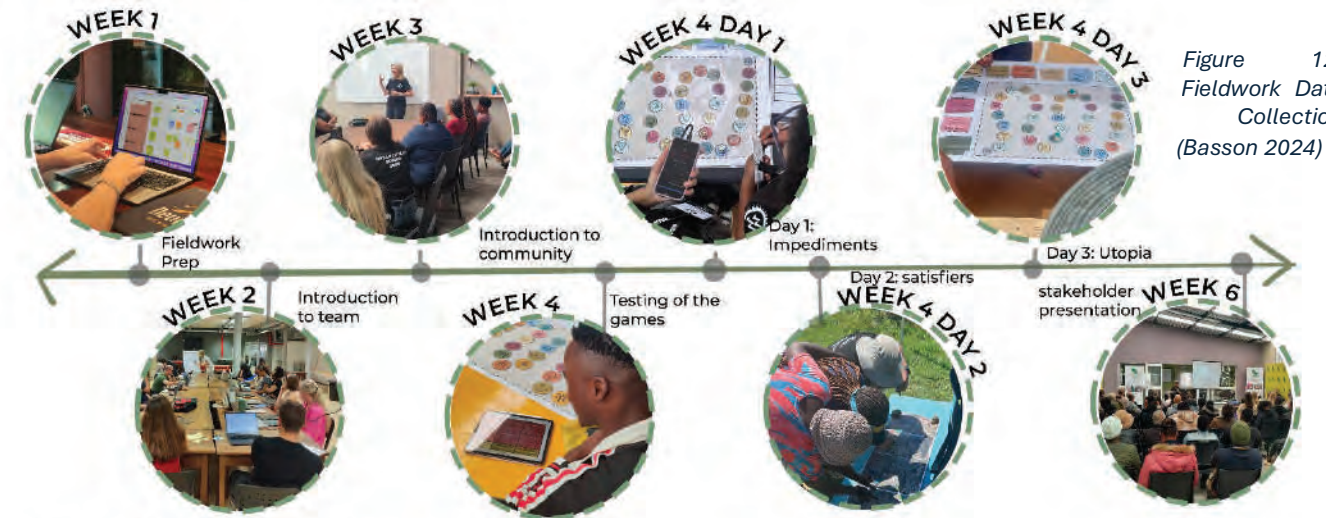 WEEK 1
Fieldwork
Prep
WEEK 2
Introduction
to team
WEEK 3
Introduction to
community
WEEK 4
Testing of the
games
WEEK 4 DAY 1
Day 1:
Impediments
WEEK 4 DAY 2
Day 2: satisfiers
WEEK 4 DAY 3
Day 3: Utopia
WEEK 6
stakeholder
presentation
Figure
Fieldwork
Collectio
(Basson 2024)